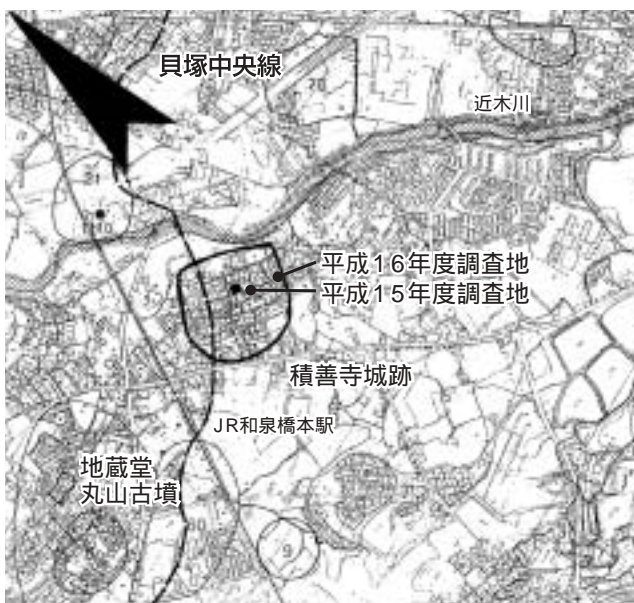 貝塚中央線
近木川
平成16年度調査地
平成15年度調査地
積善寺城跡
JR和泉橋本駅
地蔵堂
丸山古墳
9